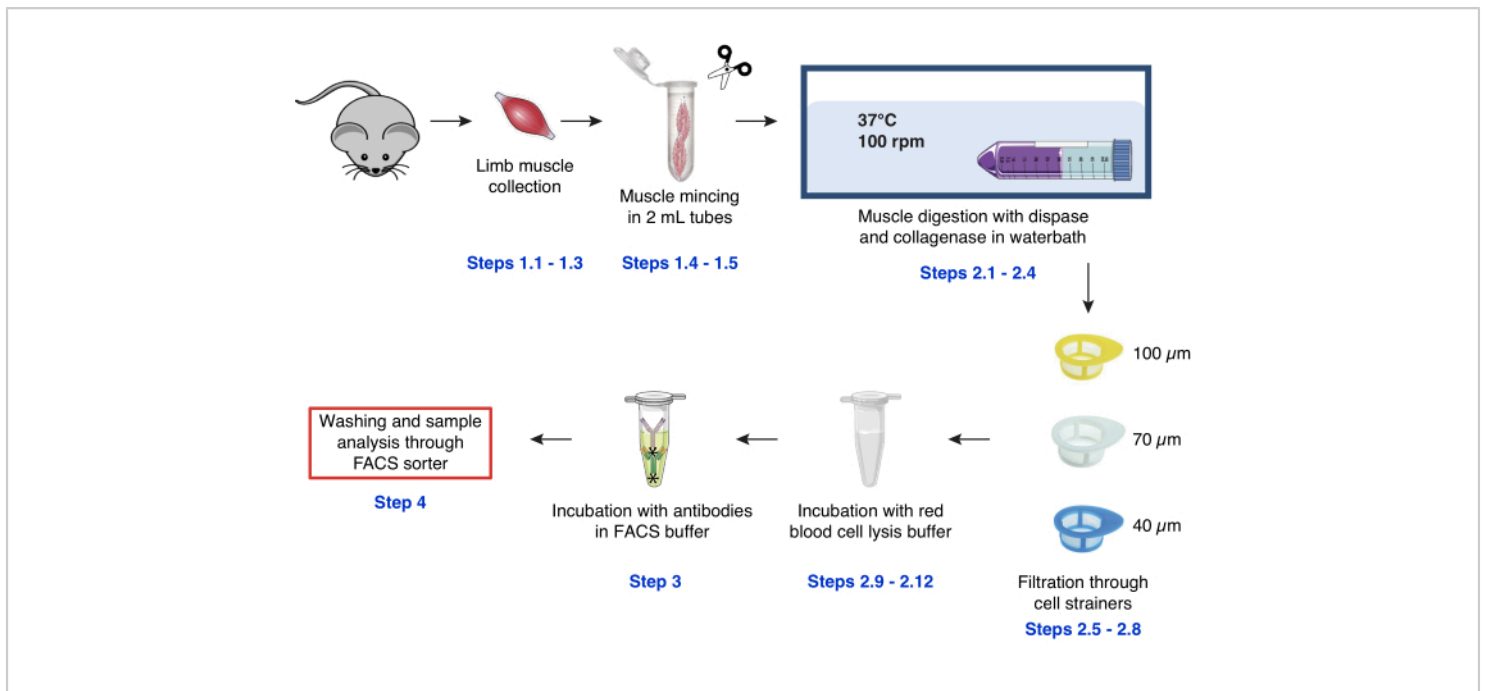 Limb muscle
collection
Steps 1.1 - 1.3
Muscle mincing
in 2 mL tubes
Steps 1.4 - 1.5
37°C
100 rpm
Muscle digestion with dispase
and collagenase in waterbath
Steps 2.1 - 2.4
100 µm
70 µm
40 µm
Filtration through
cell strainers
Steps 2.5 - 2.8
Incubation with red
blood cell lysis buffer
Steps 2.9 - 2.12
Incubation with antibodies
in FACS buffer
Step 3
Washing and sample
analysis through
FACS sorter
Step 4